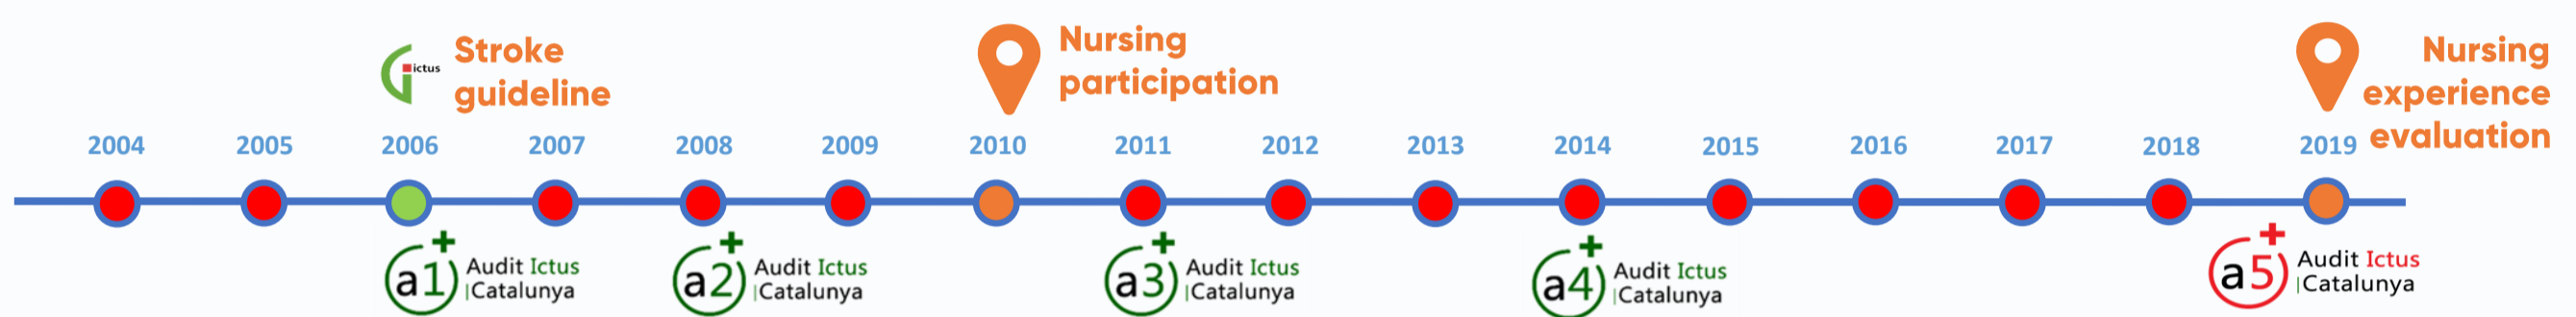 ictus
Stroke
guideline
Nursing
participation
Nursing
experience
evaluation
2004 2005 2006 2007 2008 2009 2010 2011 2012 2013 2014 2015 2016 2017 2018 2019
a1 Audit Ictus
|Catalunya
a2 Audit Ictus
|Catalunya
a3 Audit Ictus
|Catalunya
a4 Audit Ictus
|Catalunya
a5 Audit Ictus
|Catalunya